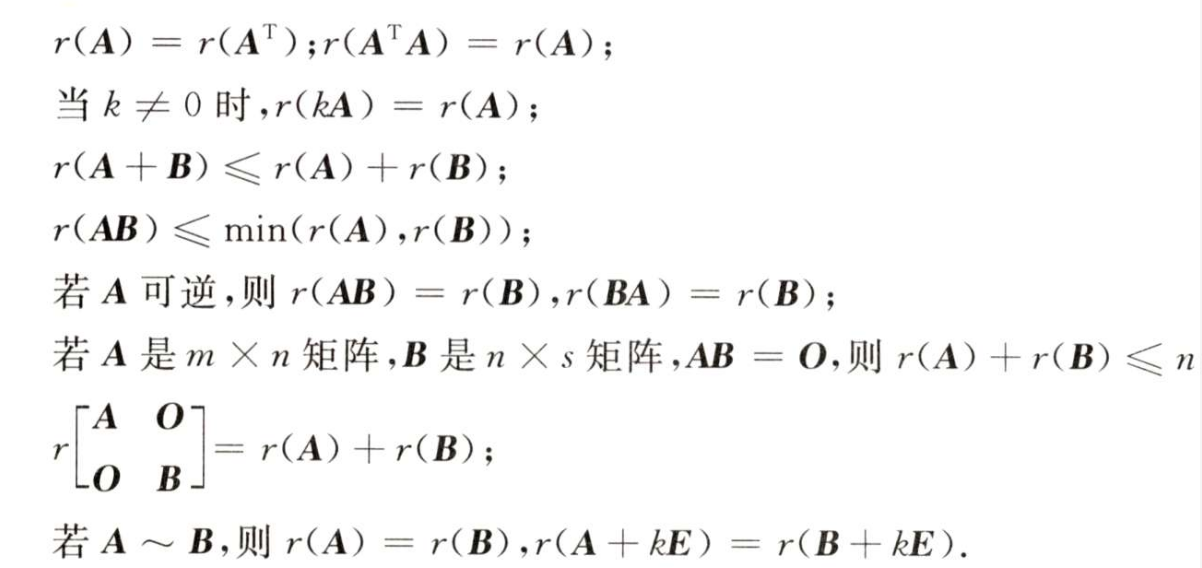 r(A) = r(Aᵀ);r(AᵀA) = r(A);
当 k ≠ 0 时,r(kA) = r(A);
r(A + B) ⩽ r(A) + r(B);
r(AB) ⩽ min(r(A),r(B));
若 A 可逆,则 r(AB) = r(B),r(BA) = r(B);
若 A 是 m × n 矩阵,B 是 n × s 矩阵,AB = O,则 r(A) + r(B) ⩽ n
r[A O; O B] = r(A) + r(B);
若 A ~ B,则 r(A) = r(B),r(A + kE) = r(B + kE).